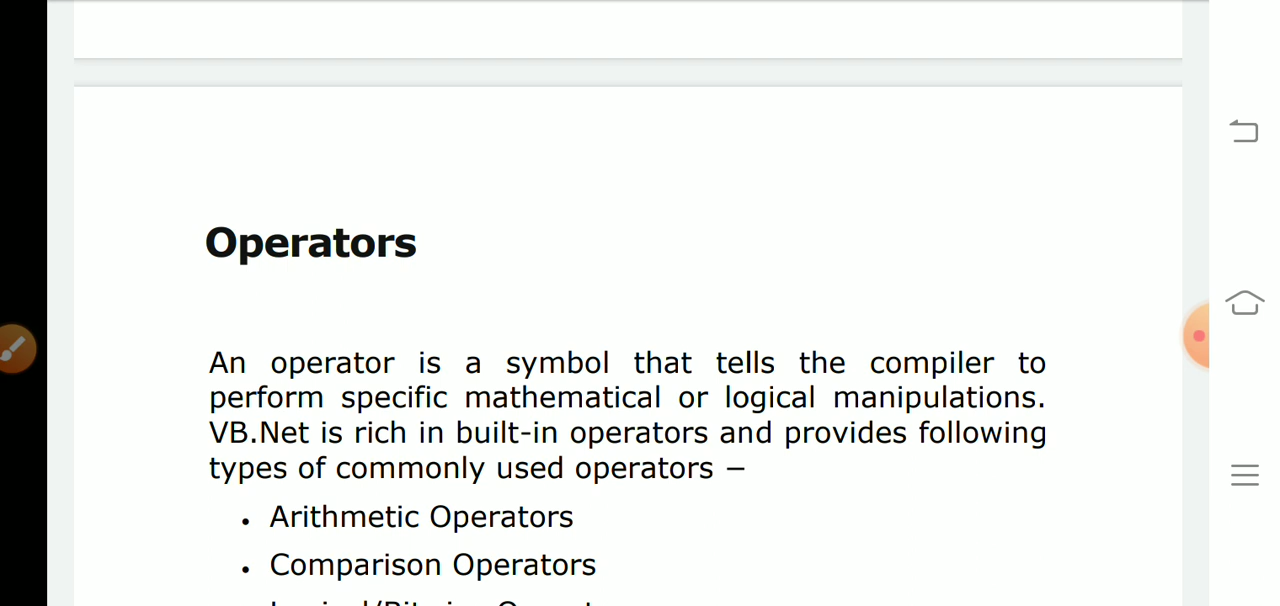 Operators
An operator is a symbol that tells the compiler to
perform specific mathematical or logical manipulations.
VB.Net is rich in built-in operators and provides following
types of commonly used operators –
• Arithmetic Operators
• Comparison Operators